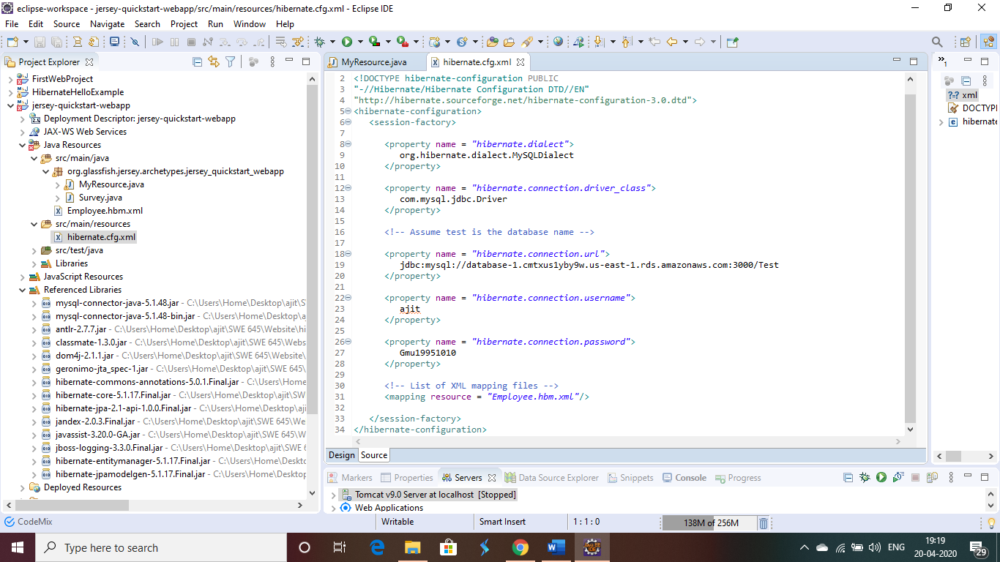 eclipse-workspace - jersey-quickstart-webapp/src/main/resources/hibernate.cfg.xml - Eclipse IDE
File Edit Source Navigate Search Project Run Window Help
Project Explorer
FirstWebProject
HibernateHelloExample
jersey-quickstart-webapp
Deployment Descriptor: jersey-quickstart-webapp
JAX-WS Web Services
Java Resources
src/main/java
org.glassfish.jersey.archetypes.jersey_quickstart_webapp
MyResource.java
Survey.java
Employee.hbm.xml
src/main/resources
hibernate.cfg.xml
src/test/java
Libraries
JavaScript Resources
Referenced Libraries
mysql-connector-java-5.1.48.jar - C:\Users\Home\Desktop\ajit\S
mysql-connector-java-5.1.48-bin.jar - C:\Users\Home\Desktop\a
antlr-2.7.7.jar - C:\Users\Home\Desktop\ajit\SWE 645\Website\hi
classmate-1.3.0.jar - C:\Users\Home\Desktop\ajit\SWE 645\Webs
dom4j-2.1.1.jar - C:\Users\Home\Desktop\ajit\SWE 645\Website\
geronimo-jta_spec-1.jar - C:\Users\Home\Desktop\ajit\SWE 645\
hibernate-commons-annotations-5.0.1.Final.jar - C:\Users\Home
hibernate-core-5.1.17.Final.jar - C:\Users\Home\Desktop\ajit\SW
hibernate-jpa-2.1-api-1.0.0.Final.jar - C:\Users\Home\Desktop\aj
jandex-2.0.3.Final.jar - C:\Users\Home\Desktop\ajit\SWE 645\We
javassist-3.20.0-GA.jar - C:\Users\Home\Desktop\ajit\SWE 645\W
jboss-logging-3.3.0.Final.jar - C:\Users\Home\Desktop\ajit\SWE 6
hibernate-entitymanager-5.1.17.Final.jar - C:\Users\Home\Deskto
hibernate-jpamodelgen-5.1.17.Final.jar - C:\Users\Home\Desktop
Deployed Resources
MyResource.java hibernate.cfg.xml
2 <!DOCTYPE hibernate-configuration PUBLIC
3 "-//Hibernate/Hibernate Configuration DTD//EN"
4 "http://hibernate.sourceforge.net/hibernate-configuration-3.0.dtd">
5 <hibernate-configuration>
6 <session-factory>
7
8 <property name = "hibernate.dialect">
9 org.hibernate.dialect.MySQLDialect
10 </property>
11
12 <property name = "hibernate.connection.driver_class">
13 com.mysql.jdbc.Driver
14 </property>
15
16 <!-- Assume test is the database name -->
17
18 <property name = "hibernate.connection.url">
19 jdbc:mysql://database-1.cmtxus1yby9w.us-east-1.rds.amazonaws.com:3000/Test
20 </property>
21
22 <property name = "hibernate.connection.username">
23 ajit
24 </property>
25
26 <property name = "hibernate.connection.password">
27 Gmu19951010
28 </property>
29
30 <!-- List of XML mapping files -->
31 <mapping resource = "Employee.hbm.xml"/>
32
33 </session-factory>
34 </hibernate-configuration>
Design Source
1
?=? xml
DOCTYPI
hibernate
Markers Properties Servers Data Source Explorer Snippets Console Progress
Tomcat v9.0 Server at localhost [Stopped]
Web Applications
CodeMix Writable Smart Insert 1 : 1 : 0 138M of 256M
Type here to search
ENG
19:19
20-04-2020
29